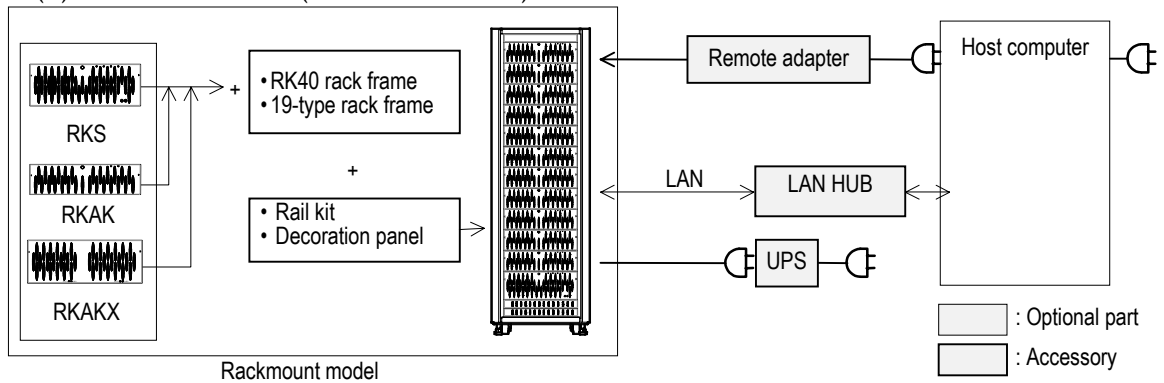 RKS
RKAK
RKAKX
+
•RK40 rack frame
•19-type rack frame
+
• Rail kit
• Decoration panel
Rackmount model
Remote adapter
Host computer
LAN
LAN HUB
UPS
: Optional part
: Accessory